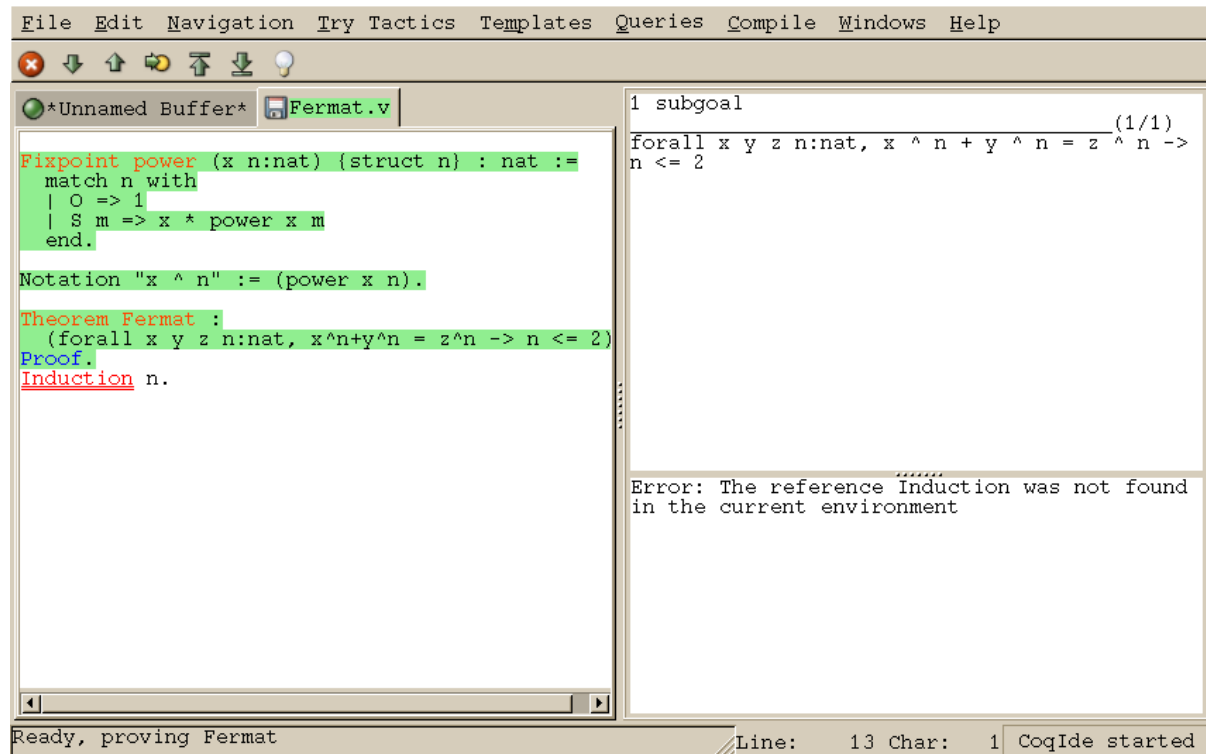 File Edit Navigation Try Tactics Templates Queries Compile Windows Help
*Unnamed Buffer* Fermat.v
Fixpoint power (x n:nat) {struct n} : nat :=
  match n with
  | O => 1
  | S m => x * power x m
  end.
Notation "x ^ n" := (power x n).
Theorem Fermat :
  (forall x y z n:nat, x^n+y^n = z^n -> n <= 2)
Proof.
Induction n.
1 subgoal
(1/1)
forall x y z n:nat, x ^ n + y ^ n = z ^ n ->
n <= 2
Error: The reference Induction was not found
in the current environment
Ready, proving Fermat
Line: 13 Char: 1 CoqIde started